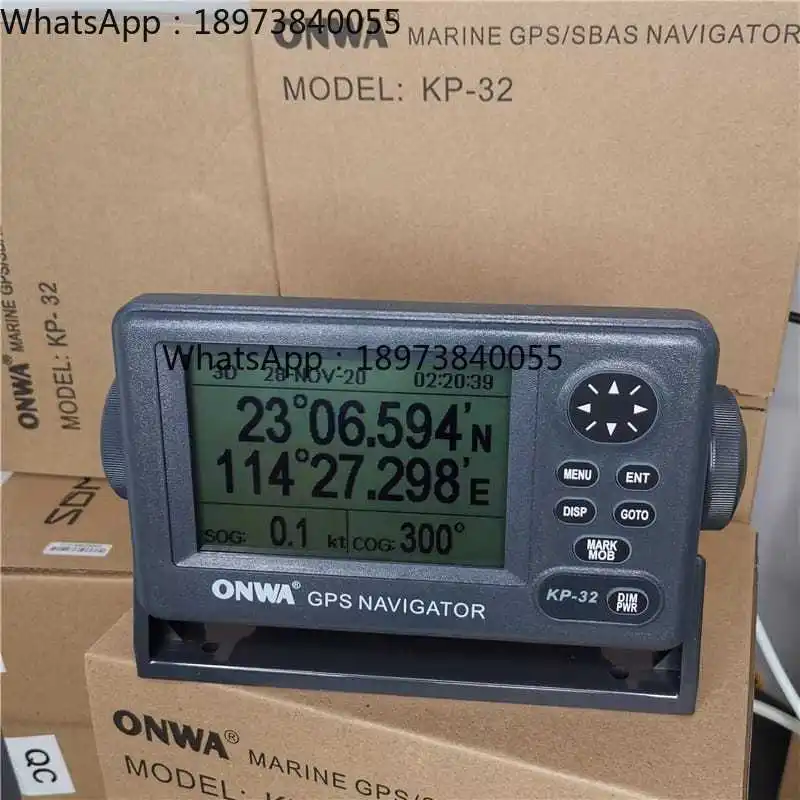 WhatsApp：18973840055
ONWA® MARINE GPS/SBAS NAVIGATOR
MODEL: KP-32
ONWA® MARINE GPS/SBA
MODEL: KP-32
WhatsApp：18973840055
3D 28-NOV-20 02:20:39
23°06.594'N
114°27.298'E
SOG: 0.1 kt COG: 300°
MENU ENT
DISP GOTO
MARK
MOB
KP-32 DIM
PWR
ONWA® GPS NAVIGATOR
QC
ONWA® MARINE GPS/S
MODEL: